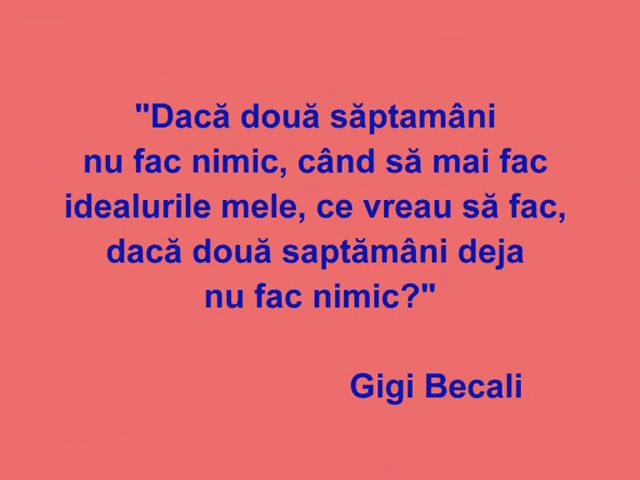 "Dacă două săptamâni
nu fac nimic, când să mai fac
idealurile mele, ce vreau să fac,
dacă două saptămâni deja
nu fac nimic?"
Gigi Becali